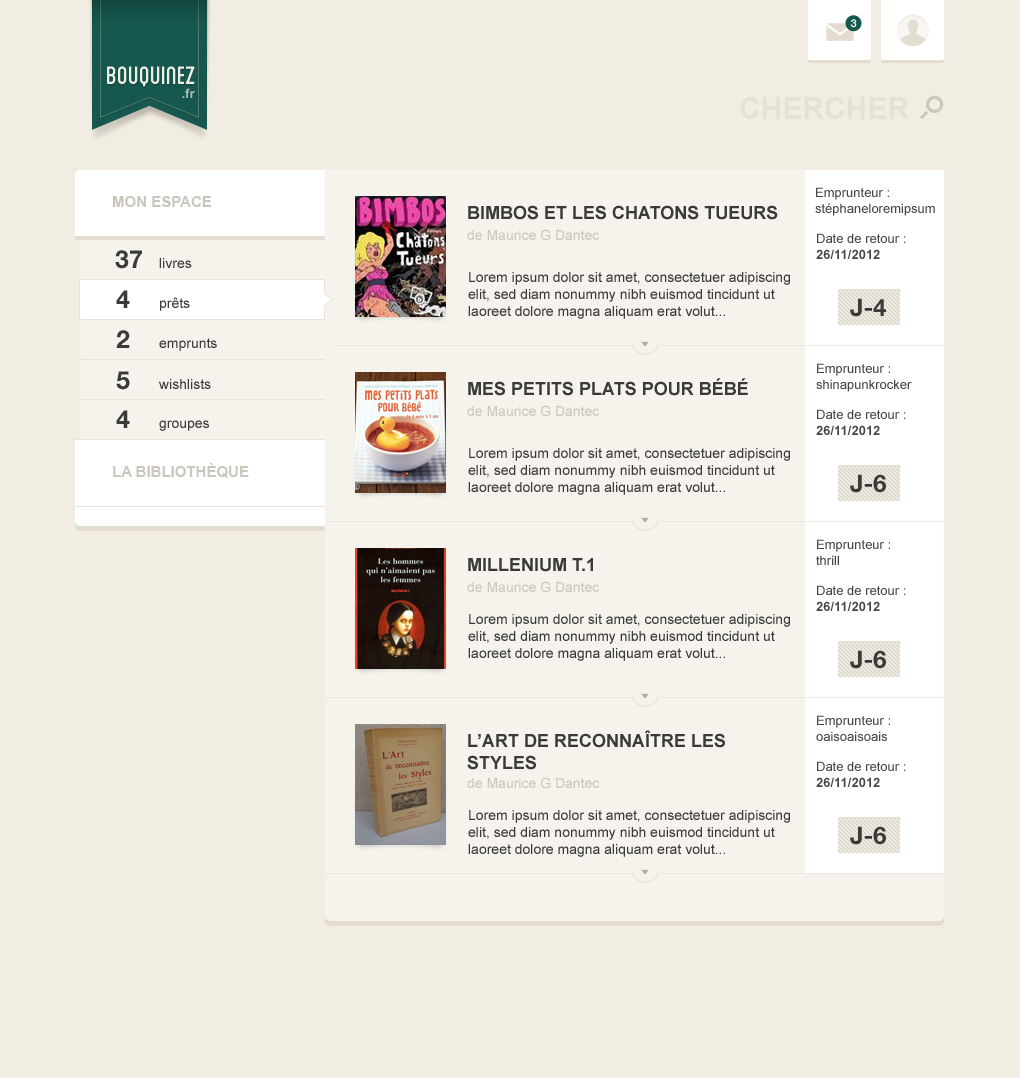 BOUQUINEZ
.fr
3
CHERCHER
MON ESPACE
37 livres
4 prêts
2 emprunts
5 wishlists
4 groupes
LA BIBLIOTHÈQUE
BIMBOS
Chatons
Tueurs
BIMBOS ET LES CHATONS TUEURS
de Maurice G Dantec
Lorem ipsum dolor sit amet, consectetuer adipiscing
elit, sed diam nonummy nibh euismod tincidunt ut
laoreet dolore magna aliquam erat volut...
Emprunteur :
stéphaneloremipsum
Date de retour :
26/11/2012
J-4
MES PETITS PLATS
POUR BÉBÉ
MES PETITS PLATS POUR BÉBÉ
de Maurice G Dantec
Lorem ipsum dolor sit amet, consectetuer adipiscing
elit, sed diam nonummy nibh euismod tincidunt ut
laoreet dolore magna aliquam erat volut...
Emprunteur :
shinapunkrocker
Date de retour :
26/11/2012
J-6
Les hommes
qui n'aimaient pas
les femmes
MILLENIUM T.1
de Maurice G Dantec
Lorem ipsum dolor sit amet, consectetuer adipiscing
elit, sed diam nonummy nibh euismod tincidunt ut
laoreet dolore magna aliquam erat volut...
Emprunteur :
thrill
Date de retour :
26/11/2012
J-6
L'Art
de reconnaître
les Styles
L’ART DE RECONNAÎTRE LES
STYLES
de Maurice G Dantec
Lorem ipsum dolor sit amet, consectetuer adipiscing
elit, sed diam nonummy nibh euismod tincidunt ut
laoreet dolore magna aliquam erat volut...
Emprunteur :
oaisoaisoais
Date de retour :
26/11/2012
J-6